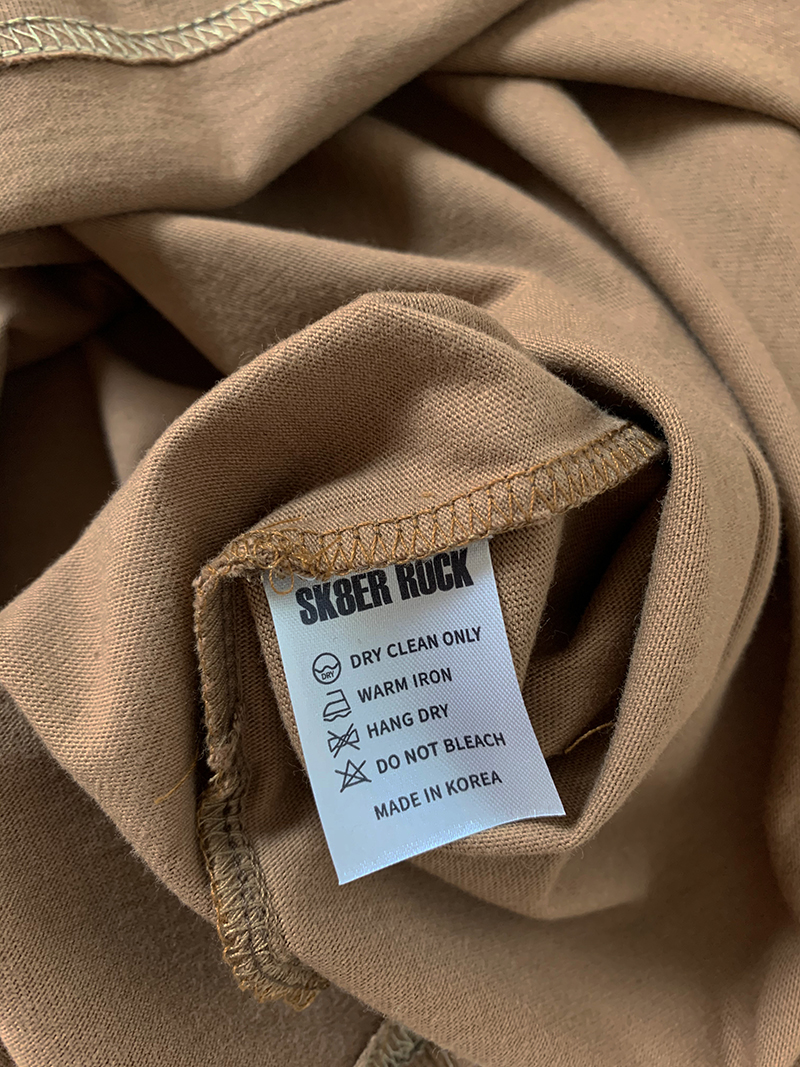 SK8ER ROCK
DRY CLEAN ONLY
DRY
WARM IRON
HANG DRY
DO NOT BLEACH
MADE IN KOREA